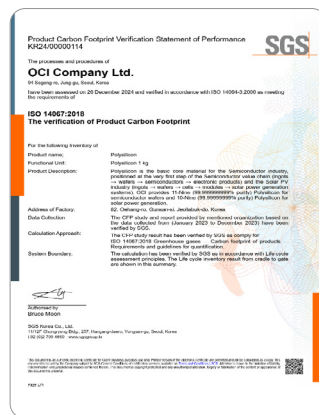 Product Carbon Footprint Verification Statement of Performance
KR24/00000114
SGS
The processes and procedures of
OCI Company Ltd.
94 Sogong-ro, Jung-gu, Seoul, Korea
have been assessed on 26 December 2024 and verified in accordance with ISO 14064-3:2006 as meeting
the requirements of
ISO 14067:2018
The verification of Product Carbon Footprint
For the following Inventory of
Product name: Polysilicon
Functional Unit: Polysilicon 1 kg
Product Description: Polysilicon is the basic core material for the Semiconductor industry,
positioned at the very first step of the Semiconductor value chain (ingots
→ wafers → semiconductors → electronic products) and the Solar PV
industry (ingots → wafers → cells → modules → solar power generation
systems). OCI provides 11-Nine (99.999999999% purity) Polysilicon for
semiconductor wafers and 10-Nine (99.99999999% purity) Polysilicon for
solar power generation.
Address of Factory: Gunsan-si, Jeollabuk-do, Korea
Data Collection The CFP study and report provided by mentioned organization based on
the data collected from (January 2023 to December 2023) have been
verified by SGS.
Calculation Approach: The CFP study result has been verified by SGS as comply for
ISO 14067:2018 Greenhouse gases Carbon footprint of products
Requirements and guidelines for quantification.
System Boundary: The calculation has been verified by SGS as in accordance with Life cycle
assessment principles. The Life cycle inventory result from cradle to gate
are shown in this summary.
Authorised by
Bruce Moon
SGS Korea Co., Ltd.